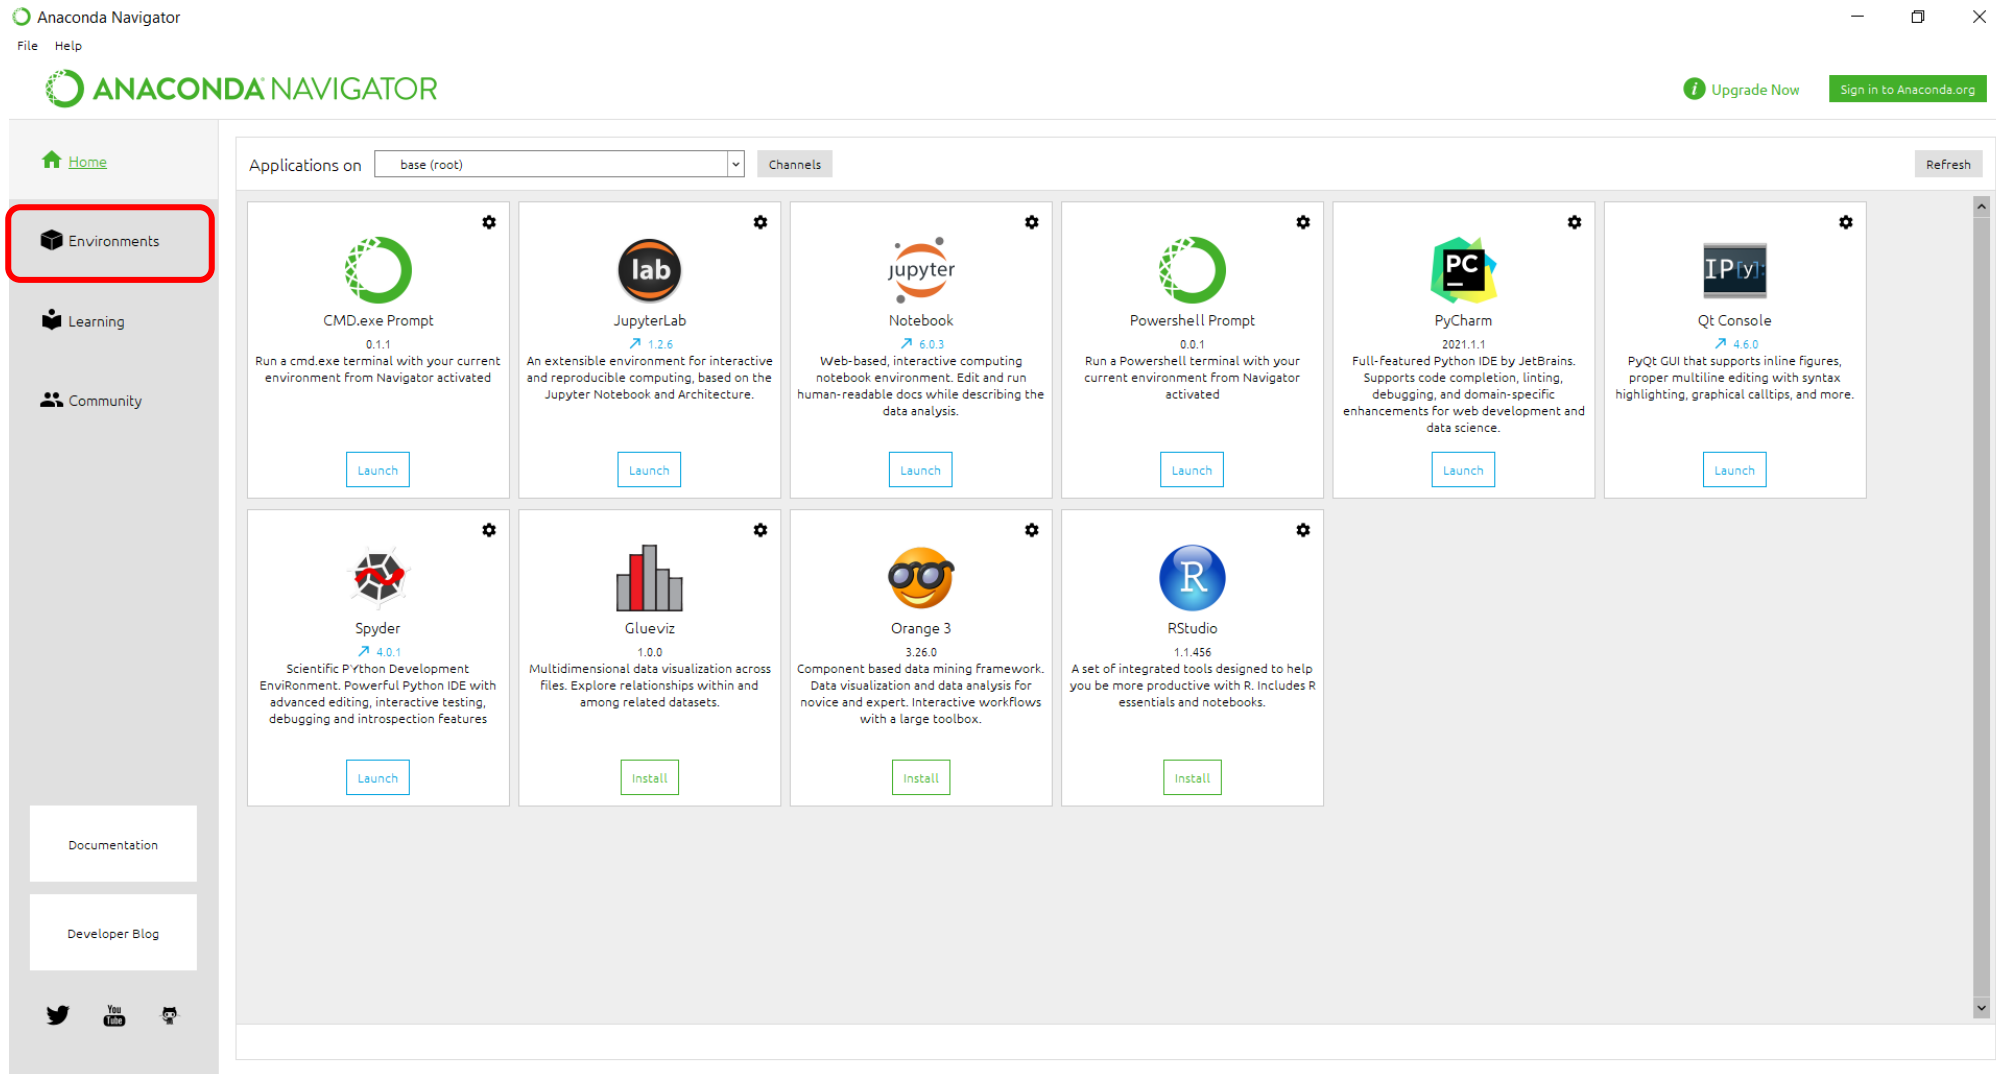 Anaconda Navigator
File Help
ANACONDA NAVIGATOR
Upgrade Now
Sign in to Anaconda.org
Home
Environments
Learning
Community
Documentation
Developer Blog
You
Tube
Applications on base (root) Channels Refresh
CMD.exe Prompt
0.1.1
Run a cmd.exe terminal with your current
environment from Navigator activated
Launch
lab
JupyterLab
1.2.6
An extensible environment for interactive
and reproducible computing, based on the
Jupyter Notebook and Architecture.
Launch
jupyter
Notebook
6.0.3
Web-based, interactive computing
notebook environment. Edit and run
human-readable docs while describing the
data analysis.
Launch
Powershell Prompt
0.0.1
Run a Powershell terminal with your
current environment from Navigator
activated
Launch
PC
PyCharm
2021.1.1
Full-featured Python IDE by JetBrains.
Supports code completion, linting,
debugging, and domain-specific
enhancements for web development and
data science.
Launch
IP[y]:
Qt Console
4.6.0
PyQt GUI that supports inline figures,
proper multiline editing with syntax
highlighting, graphical calltips, and more.
Launch
Spyder
4.0.1
Scientific PYthon Development
EnviRonment. Powerful Python IDE with
advanced editing, interactive testing,
debugging and introspection features
Launch
Glueviz
1.0.0
Multidimensional data visualization across
files. Explore relationships within and
among related datasets.
Install
Orange 3
3.26.0
Component based data mining framework.
Data visualization and data analysis for
novice and expert. Interactive workflows
with a large toolbox.
Install
R
RStudio
1.1.456
A set of integrated tools designed to help
you be more productive with R. Includes R
essentials and notebooks.
Install